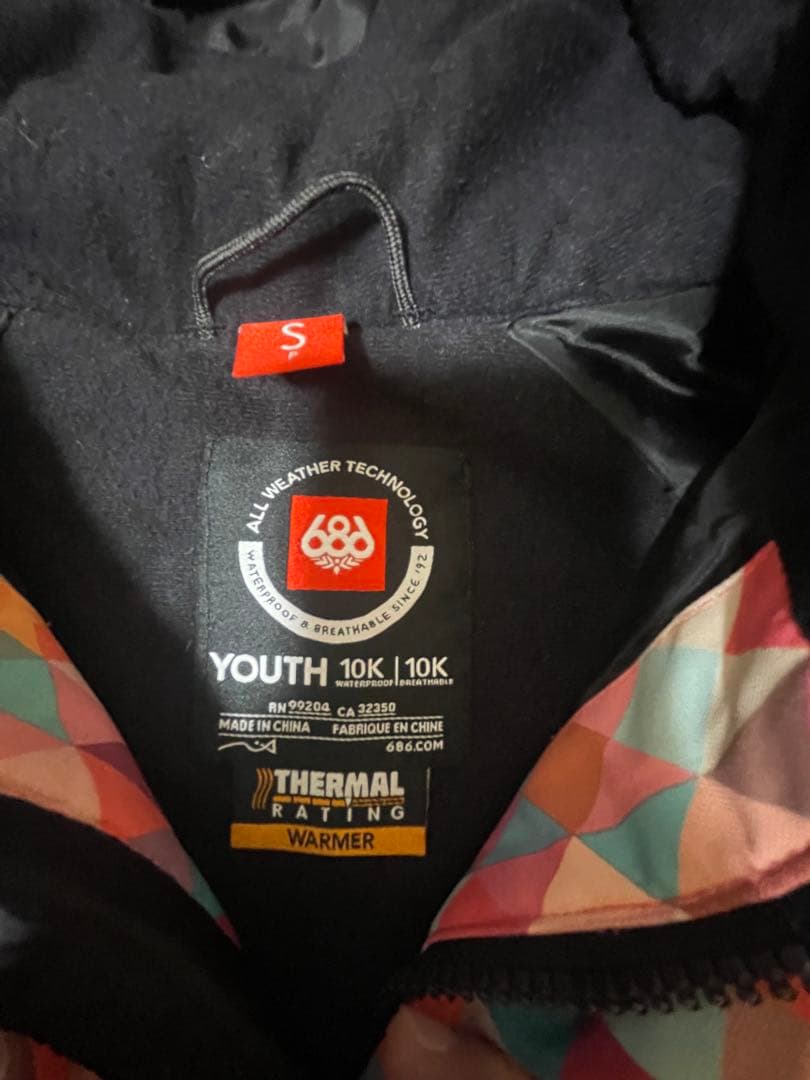 S
ALL WEATHER TECHNOLOGY
686
WATERPROOF & BREATHABLE SINCE '92
YOUTH 10K | 10K
WATERPROOF BREATHABLE
RN 99204 CA 32350
MADE IN CHINA FABRIQUE EN CHINE
686.COM
THERMAL
RATING
WARMER